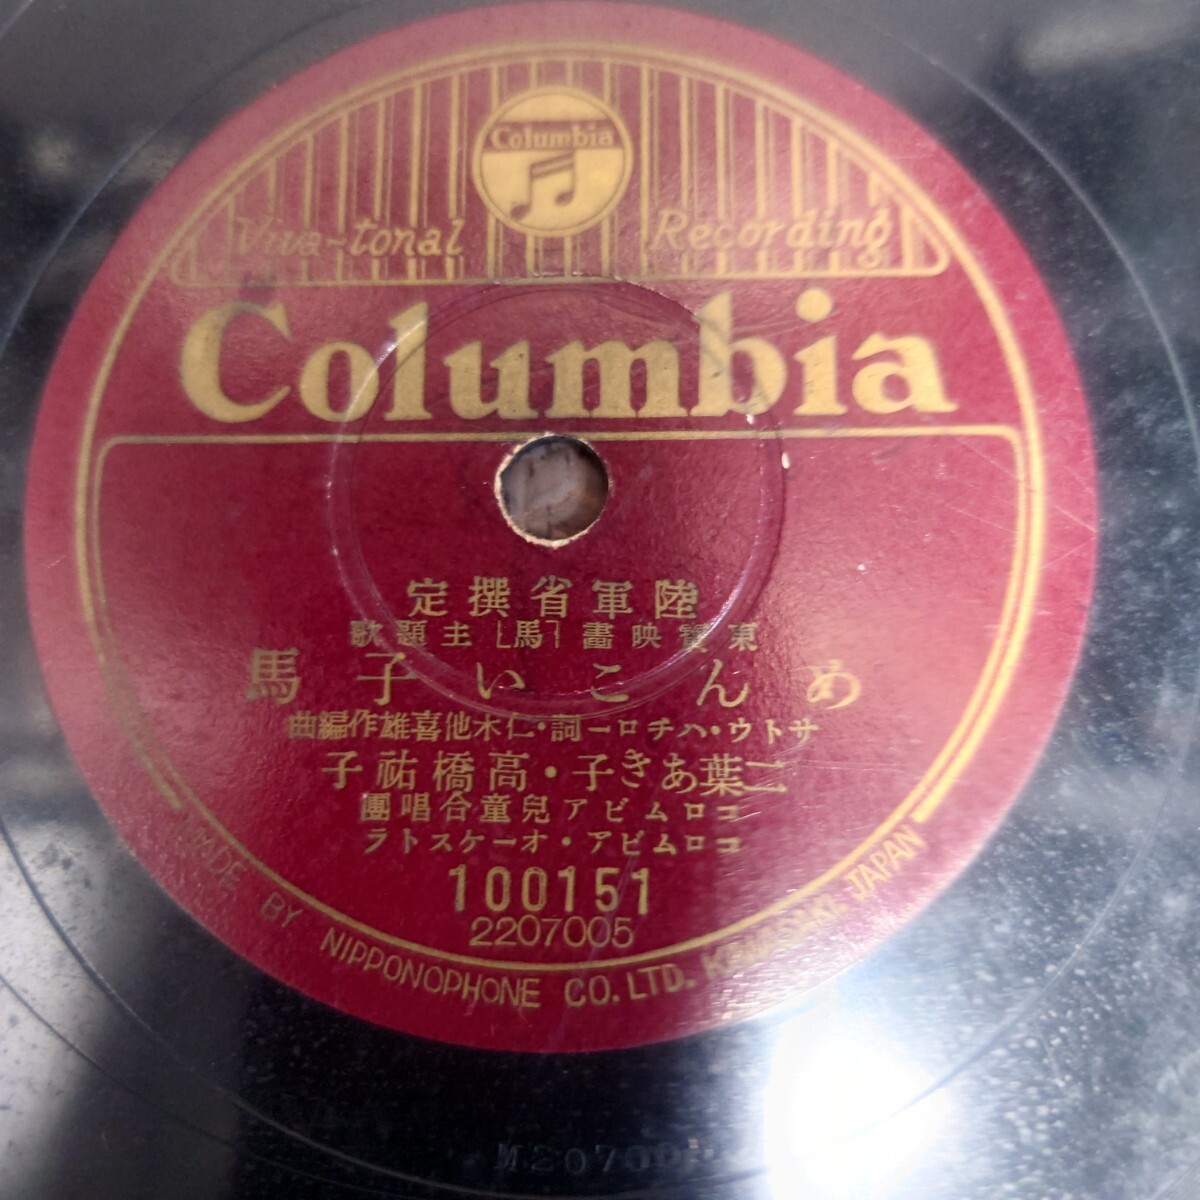 Columbia
Viva-tonal Recording
Columbia
陸軍省撰定
東寶映畫「馬」主題歌
めんこい子馬
サトウ・ハチロー詞・仁木他喜雄作編曲
二葉あき子・高橋祐子
コロムビア兒童合唱團
コロムビア・オーケストラ
100151
2207005
MADE BY NIPPONOPHONE CO. LTD. KAWASAKI, JAPAN